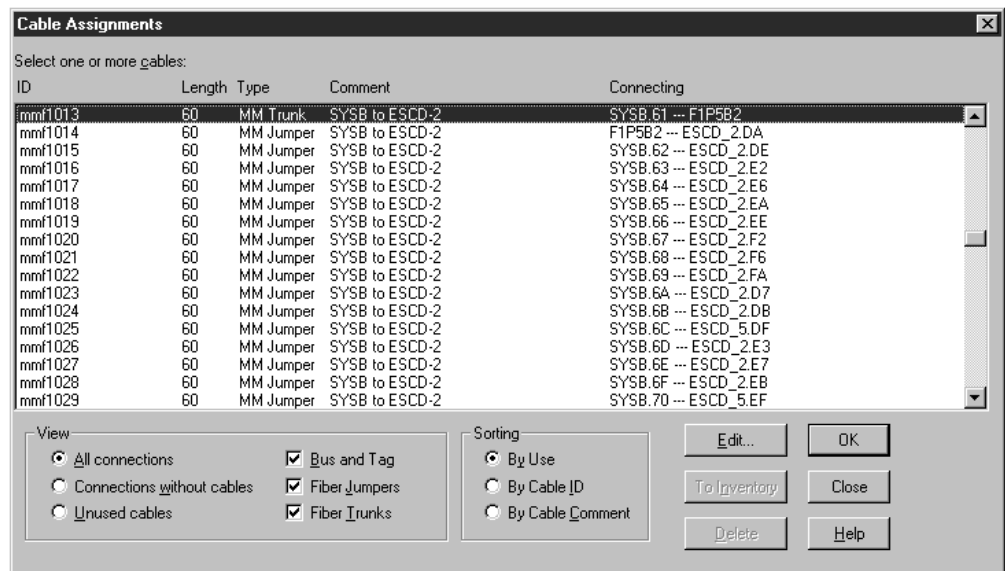 Cable Assignments
Select one or more cables:
ID Length Type Comment Connecting
mmf1013 60 MM Trunk SYSB to ESCD-2 SYSB.61 --- F1P5B2
mmf1014 60 MM Jumper SYSB to ESCD-2 F1P5B2 --- ESCD_2.DA
mmf1015 60 MM Jumper SYSB to ESCD-2 SYSB.62 --- ESCD_2.DE
mmf1016 60 MM Jumper SYSB to ESCD-2 SYSB.63 --- ESCD_2.E2
mmf1017 60 MM Jumper SYSB to ESCD-2 SYSB.64 --- ESCD_2.E6
mmf1018 60 MM Jumper SYSB to ESCD-2 SYSB.65 --- ESCD_2.EA
mmf1019 60 MM Jumper SYSB to ESCD-2 SYSB.66 --- ESCD_2.EE
mmf1020 60 MM Jumper SYSB to ESCD-2 SYSB.67 --- ESCD_2.F2
mmf1021 60 MM Jumper SYSB to ESCD-2 SYSB.68 --- ESCD_2.F6
mmf1022 60 MM Jumper SYSB to ESCD-2 SYSB.69 --- ESCD_2.FA
mmf1023 60 MM Jumper SYSB to ESCD-2 SYSB.6A --- ESCD_2.D7
mmf1024 60 MM Jumper SYSB to ESCD-2 SYSB.6B --- ESCD_2.DB
mmf1025 60 MM Jumper SYSB to ESCD-2 SYSB.6C --- ESCD_5.DF
mmf1026 60 MM Jumper SYSB to ESCD-2 SYSB.6D --- ESCD_2.E3
mmf1027 60 MM Jumper SYSB to ESCD-2 SYSB.6E --- ESCD_2.E7
mmf1028 60 MM Jumper SYSB to ESCD-2 SYSB.6F --- ESCD_2.EB
mmf1029 60 MM Jumper SYSB to ESCD-2 SYSB.70 --- ESCD_5.EF
View
All connections
Connections without cables
Unused cables
Bus and Tag
Fiber Jumpers
Fiber Trunks
Sorting
By Use
By Cable ID
By Cable Comment
Edit...
OK
To Inventory
Close
Delete
Help